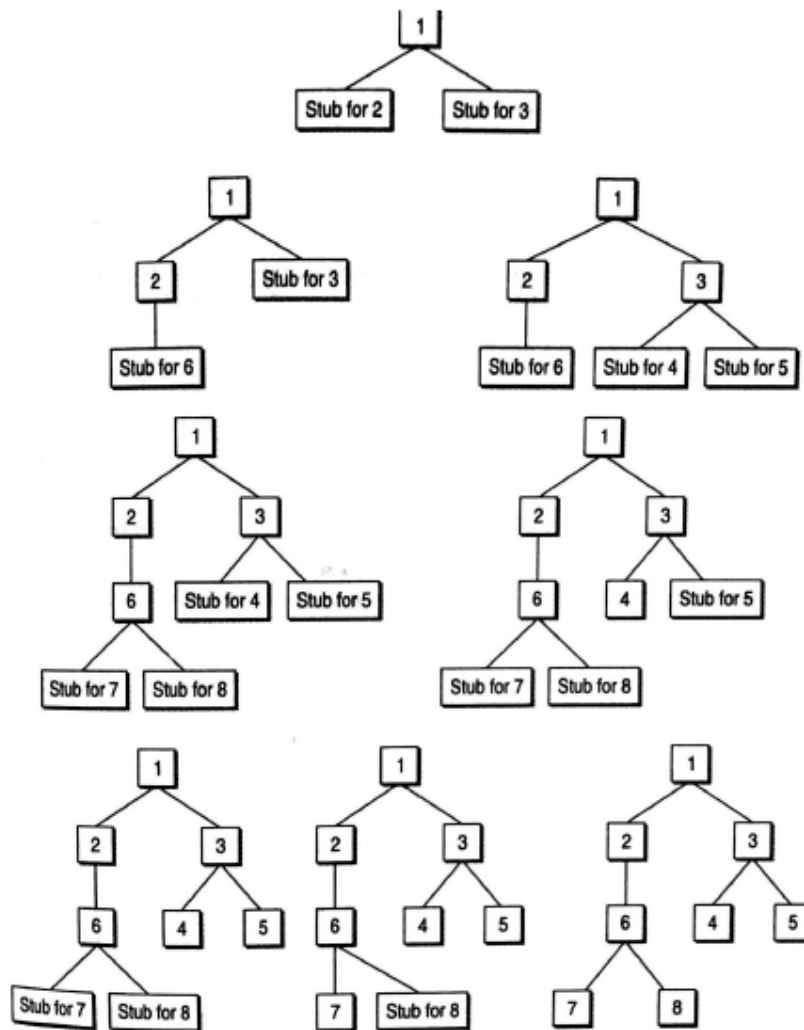 1
Stub for 2 Stub for 3
1 1
2 Stub for 3 2 3
Stub for 6 Stub for 6 Stub for 4 Stub for 5
1 1
2 3 2 3
6 Stub for 4 Stub for 5 6 4 Stub for 5
Stub for 7 Stub for 8 Stub for 7 Stub for 8
1 1 1
2 3 2 3 2 3
6 4 5 6 4 5 6 4 5
Stub for 7 Stub for 8 7 Stub for 8 7 8